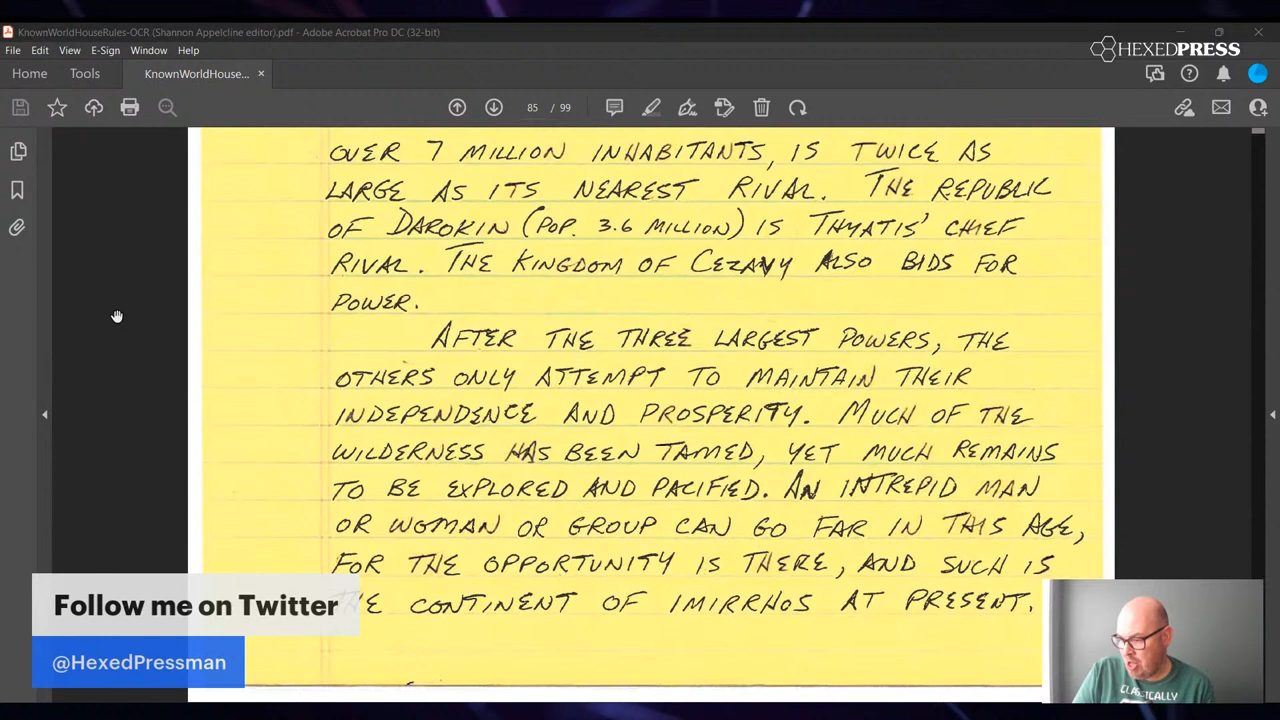 KnownWorldHouseRules-OCR (Shannon Appelcline editor).pdf - Adobe Acrobat Pro DC (32-bit)
File Edit View E-Sign Window Help
HEXEDPRESS
Home Tools KnownWorldHouse... ×
85 / 99
OVER 7 MILLION INHABITANTS, IS TWICE AS
LARGE AS ITS NEAREST RIVAL. THE REPUBLIC
OF DAROKIN (POP. 3.6 MILLION) IS THYATIS' CHIEF
RIVAL. THE KINGDOM OF CEZANY ALSO BIDS FOR
POWER.
AFTER THE THREE LARGEST POWERS, THE
OTHERS ONLY ATTEMPT TO MAINTAIN THEIR
INDEPENDENCE AND PROSPERITY. MUCH OF THE
WILDERNESS HAS BEEN TAMED, YET MUCH REMAINS
TO BE EXPLORED AND PACIFIED. AN INTREPID MAN
OR WOMAN OR GROUP CAN GO FAR IN THIS AGE,
FOR THE OPPORTUNITY IS THERE, AND SUCH IS
THE CONTINENT OF IMIRRHOS AT PRESENT.
Follow me on Twitter
@HexedPressman
CLASSICALLY